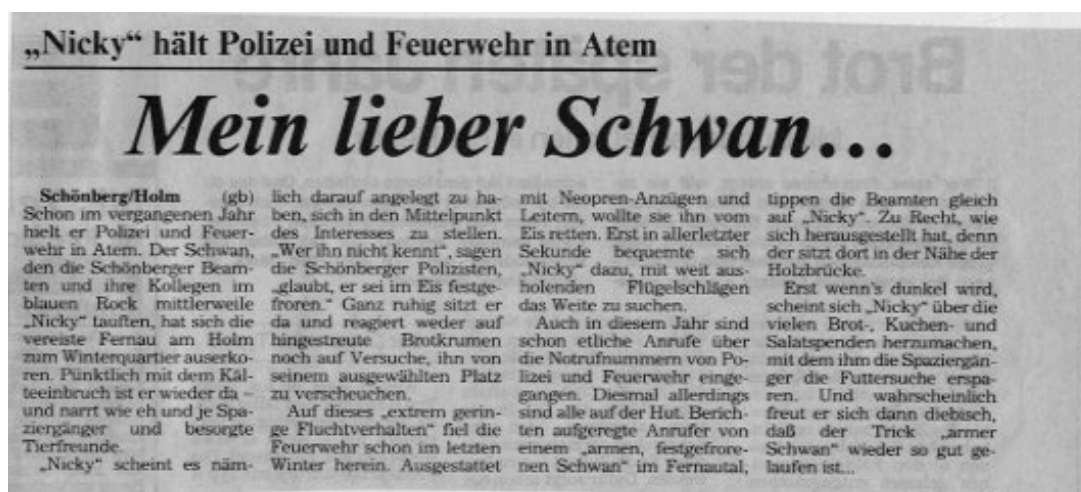 „Nicky“ hält Polizei und Feuerwehr in Atem
Mein lieber Schwan...
Schönberg/Holm (gb)
Schon im vergangenen Jahr
hielt er Polizei und Feuer-
wehr in Atem. Der Schwan,
den die Schönberger Beam-
ten und ihre Kollegen im
blauen Rock mittlerweile
„Nicky“ tauften, hat sich die
vereiste Fernau am Holm
zum Winterquartier auserko-
ren. Pünktlich mit dem Käl-
teeinbruch ist er wieder da –
und narrt wie eh und je Spa-
ziergänger und besorgte
Tierfreunde.
„Nicky“ scheint es näm-
lich darauf angelegt zu ha-
ben, sich in den Mittelpunkt
des Interesses zu stellen.
„Wer ihn nicht kennt“, sagen
die Schönberger Polizisten,
„glaubt, er sei im Eis festge-
froren.“ Ganz ruhig sitzt er
da und reagiert weder auf
hingestreute Brotkrumen
noch auf Versuche, ihn von
seinem ausgewählten Platz
zu verscheuchen.
Auf dieses „extrem gerin-
ge Fluchtverhalten“ fiel die
Feuerwehr schon im letzten
Winter herein. Ausgestattet
mit Neopren-Anzügen und
Leitern, wollte sie ihn vom
Eis retten. Erst in allerletzter
Sekunde bequemte sich
„Nicky“ dazu, mit weit aus-
holenden Flügelschlägen
das Weite zu suchen.
Auch in diesem Jahr sind
schon etliche Anrufe über
die Notrufnummern von Po-
lizei und Feuerwehr einge-
gangen. Diesmal allerdings
sind alle auf der Hut. Berich-
ten aufgeregte Anrufer von
einem „armen, festgefrore-
nen Schwan“ im Fernautal,
tippen die Beamten gleich
auf „Nicky“. Zu Recht, wie
sich herausgestellt hat, denn
der sitzt dort in der Nähe der
Holzbrücke.
Erst wenn's dunkel wird,
scheint sich „Nicky“ über die
vielen Brot-, Kuchen- und
Salatspenden herzumachen,
mit dem ihm die Spaziergän-
ger die Futtersuche erspa-
ren. Und wahrscheinlich
freut er sich dann diebisch,
daß der Trick „armer
Schwan“ wieder so gut ge-
laufen ist...